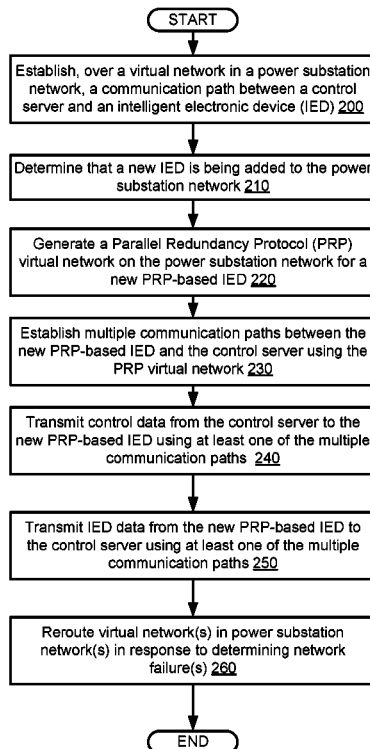 START
Establish, over a virtual network in a power substation
network, a communication path between a control
server and an intelligent electronic device (IED) 200
Determine that a new IED is being added to the power
substation network 210
Generate a Parallel Redundancy Protocol (PRP)
virtual network on the power substation network for a
new PRP-based IED 220
Establish multiple communication paths between the
new PRP-based IED and the control server using the
PRP virtual network 230
Transmit control data from the control server to the
new PRP-based IED using at least one of the multiple
communication paths 240
Transmit IED data from the new PRP-based IED to
the control server using at least one of the multiple
communication paths 250
Reroute virtual network(s) in power substation
network(s) in response to determining network
failure(s) 260
END